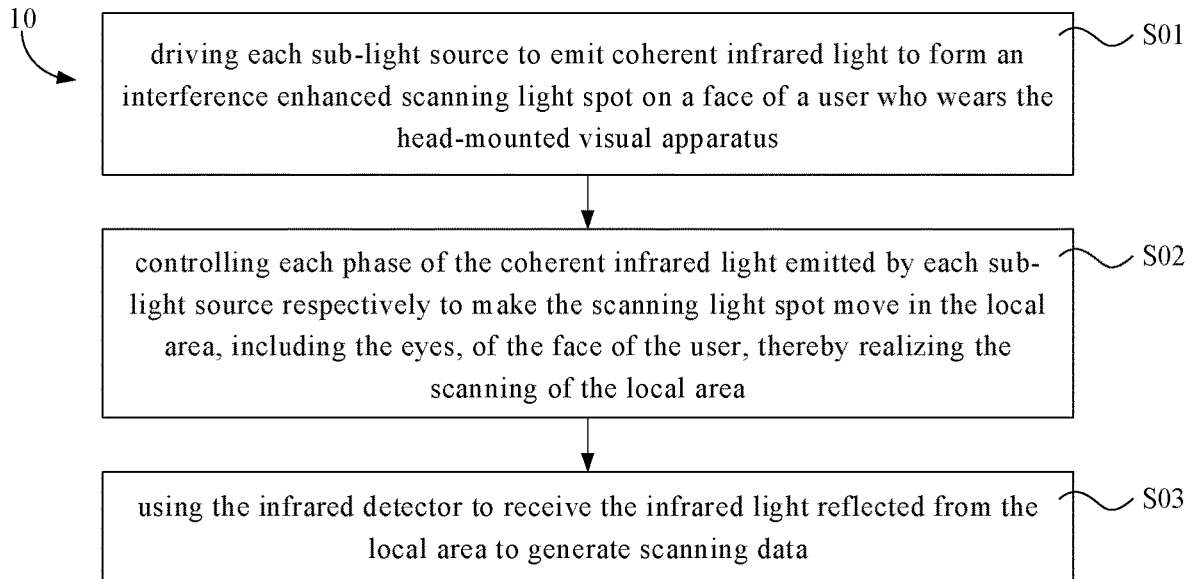 10
driving each sub-light source to emit coherent infrared light to form an
interference enhanced scanning light spot on a face of a user who wears the
head-mounted visual apparatus
S01
controlling each phase of the coherent infrared light emitted by each sub-
light source respectively to make the scanning light spot move in the local
area, including the eyes, of the face of the user, thereby realizing the
scanning of the local area
S02
using the infrared detector to receive the infrared light reflected from the
local area to generate scanning data
S03